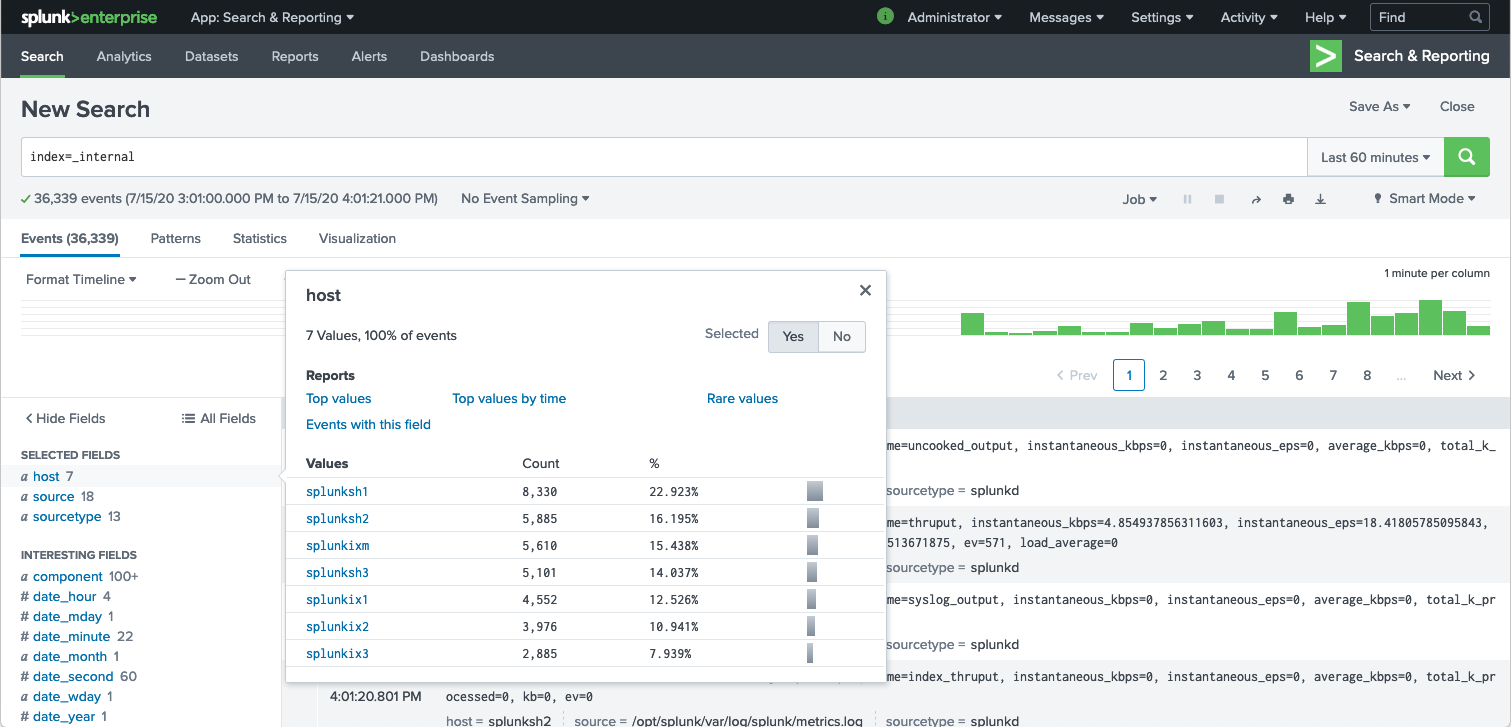 splunk>enterprise App: Search & Reporting ▾ i Administrator ▾ Messages ▾ Settings ▾ Activity ▾ Help ▾ Find
Search Analytics Datasets Reports Alerts Dashboards > Search & Reporting
New Search Save As ▾ Close
index=_internal Last 60 minutes ▾
✓ 36,339 events (7/15/20 3:01:00.000 PM to 7/15/20 4:01:21.000 PM) No Event Sampling ▾ Job ▾ Smart Mode ▾
Events (36,339) Patterns Statistics Visualization
Format Timeline ▾ — Zoom Out 1 minute per column
host
7 Values, 100% of events Selected Yes No
Reports
Top values Top values by time Rare values
Events with this field
Values Count %
splunksh1 8,330 22.923%
splunksh2 5,885 16.195%
splunkixm 5,610 15.438%
splunksh3 5,101 14.037%
splunkix1 4,552 12.526%
splunkix2 3,976 10.941%
splunkix3 2,885 7.939%
< Prev 1 2 3 4 5 6 7 8 ... Next >
< Hide Fields All Fields
SELECTED FIELDS
a host 7
a source 18
a sourcetype 13
INTERESTING FIELDS
a component 100+
# date_hour 4
# date_mday 1
# date_minute 22
a date_month 1
# date_second 60
a date_wday 1
# date_year 1
me=uncooked_output, instantaneous_kbps=0, instantaneous_eps=0, average_kbps=0, total_k_
sourcetype = splunkd
me=thruput, instantaneous_kbps=4.854937856311603, instantaneous_eps=18.41805785095843,
513671875, ev=571, load_average=0
sourcetype = splunkd
me=syslog_output, instantaneous_kbps=0, instantaneous_eps=0, average_kbps=0, total_k_pr
sourcetype = splunkd
me=index_thruput, instantaneous_kbps=0, instantaneous_eps=0, average_kbps=0, total_k_pr
4:01:20.801 PM ocessed=0, kb=0, ev=0
host = splunksh2 source = /opt/splunk/var/log/splunk/metrics.log sourcetype = splunkd